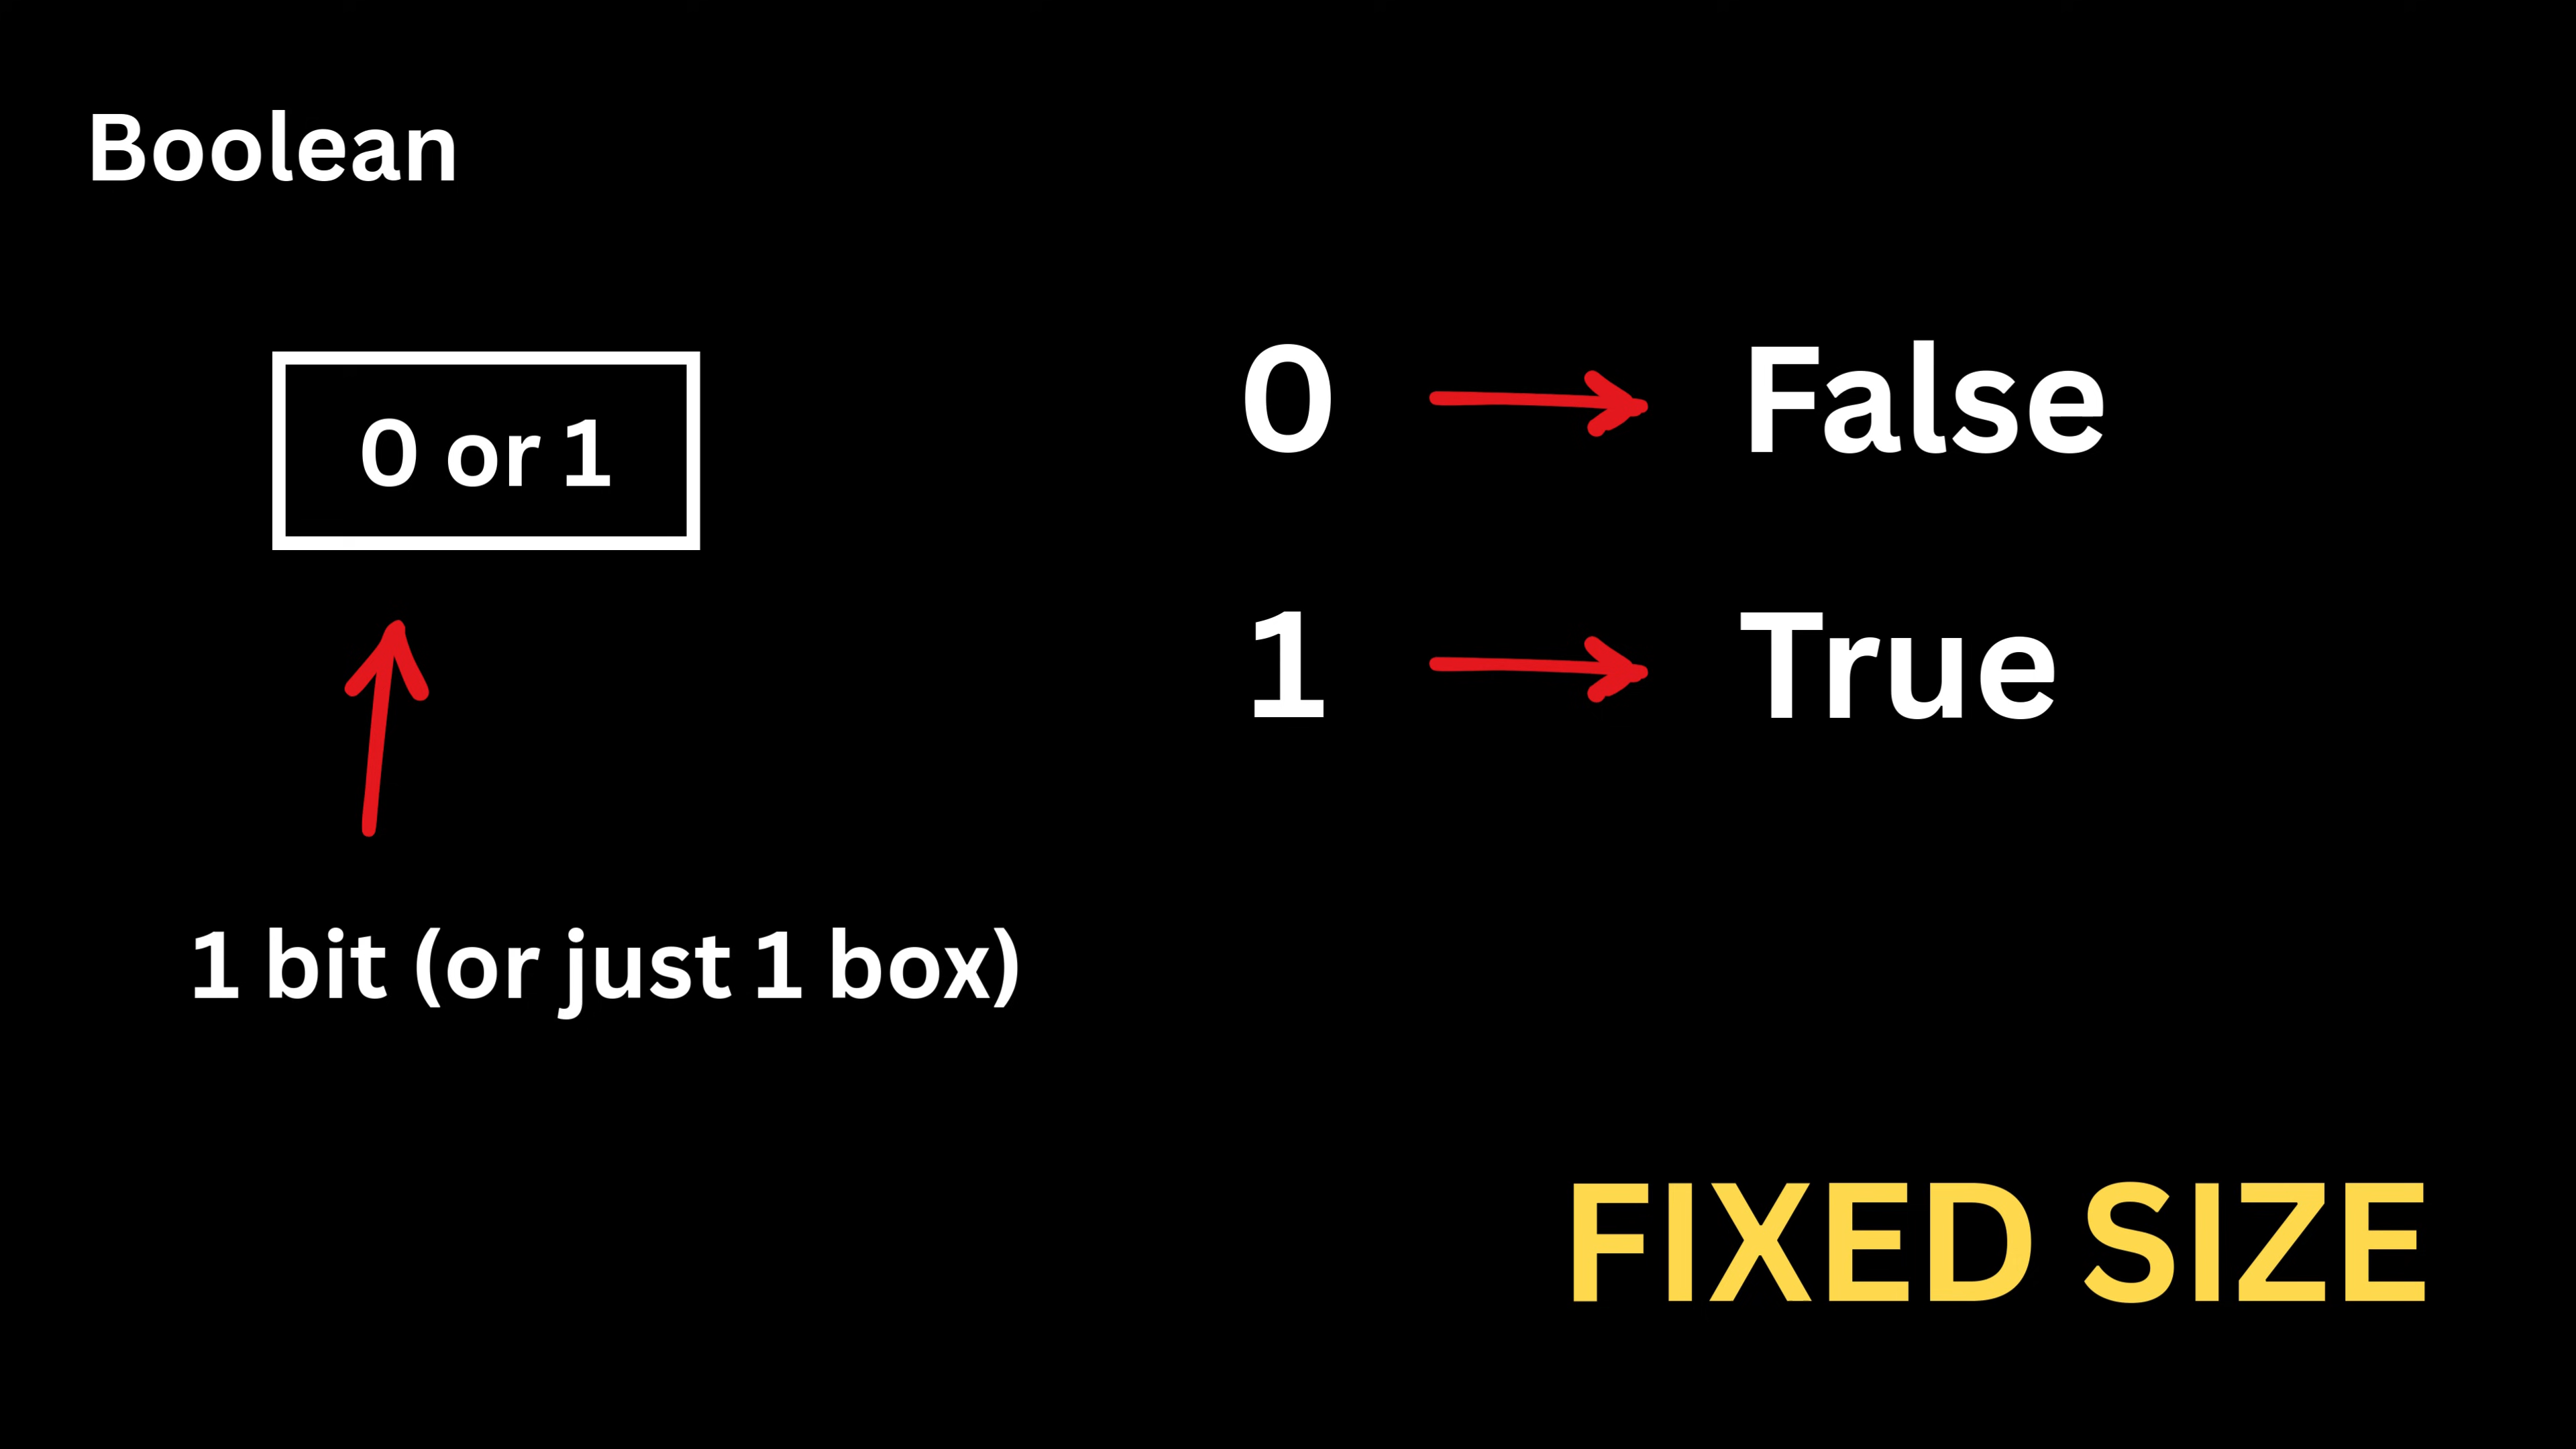 Boolean
0 or 1
1 bit (or just 1 box)
0 False
1 True
FIXED SIZE